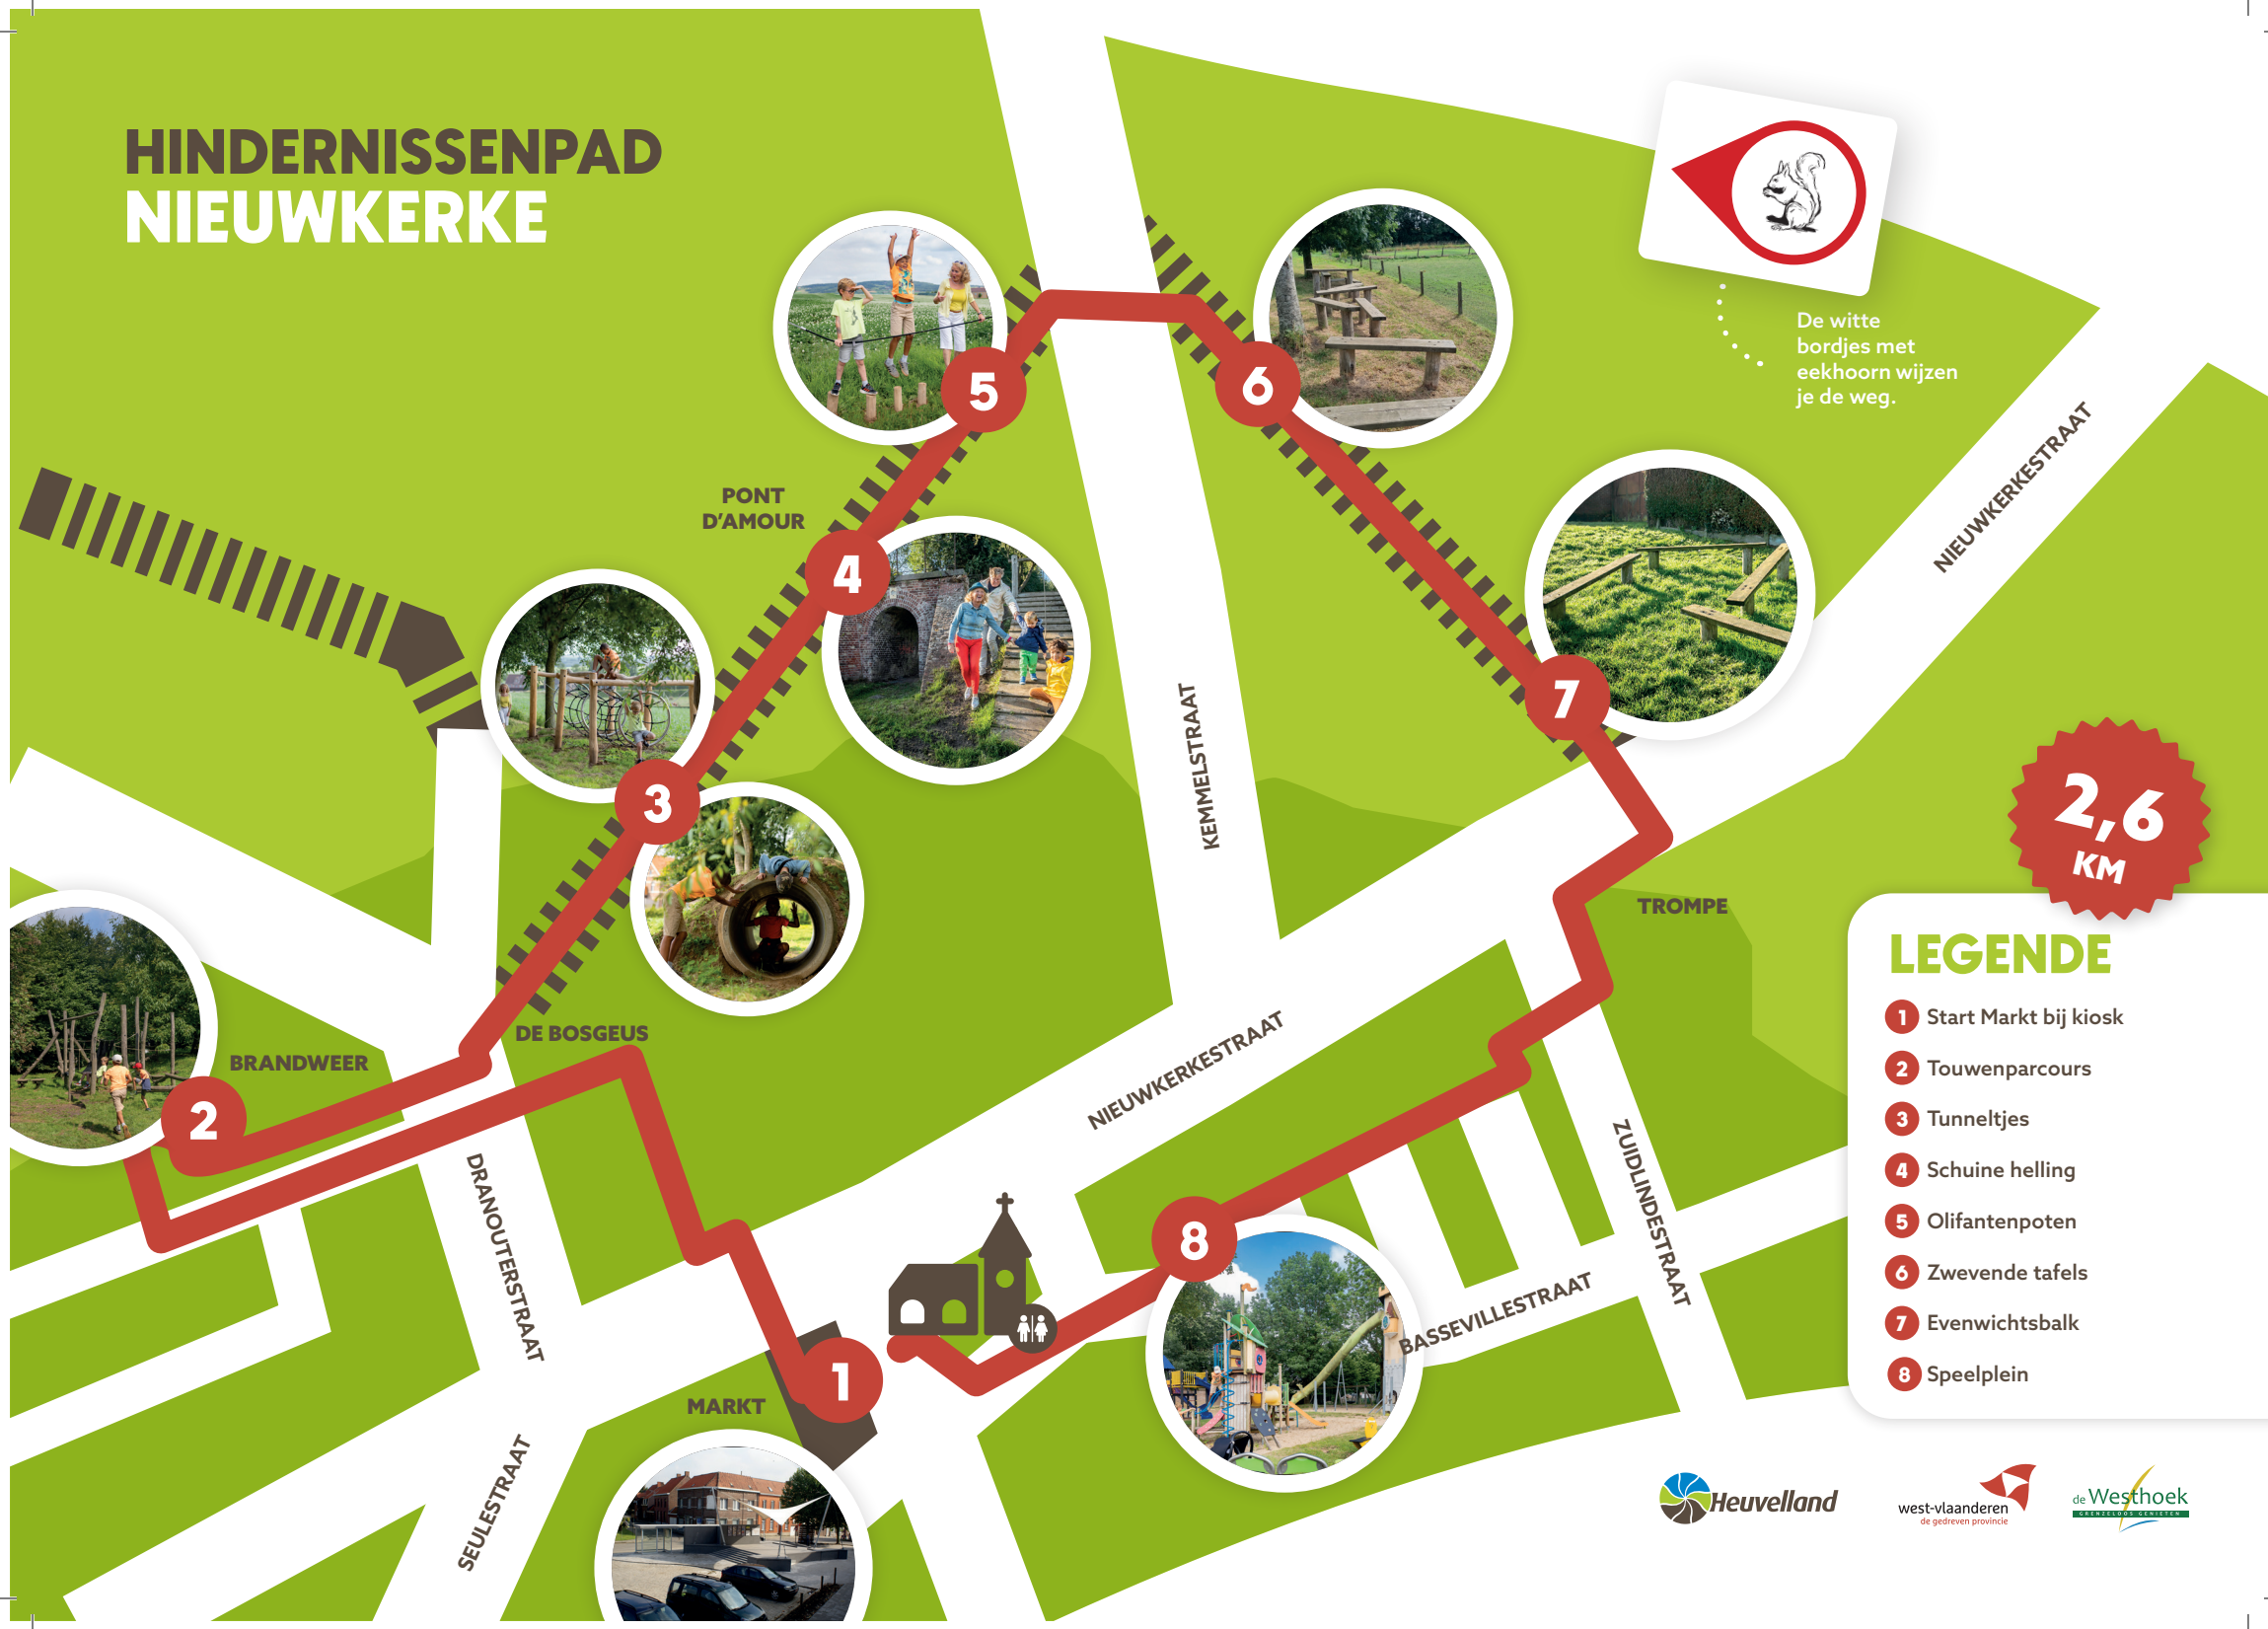 HINDERNISSENPAD
NIEUWKERKE
De witte
bordjes met
eekhoorn wijzen
je de weg.
5
6
PONT
D'AMOUR
4
NIEUWKERKESTRAAT
7
KEMMELSTRAAT
3
2,6
KM
TROMPE
LEGENDE
1 Start Markt bij kiosk
2 Touwenparcours
3 Tunneltjes
4 Schuine helling
5 Olifantenpoten
6 Zwevende tafels
7 Evenwichtsbalk
8 Speelplein
DE BOSGEUS
BRANDWEER
2
NIEUWKERKESTRAAT
ZUIDLINDESTRAAT
DRANOUTERSTRAAT
8
BASSEVILLESTRAAT
1
MARKT
SEULESTRAAT
Heuvelland
west-vlaanderen
de gedreven provincie
de Westhoek
GRENZELOOS GENIETEN